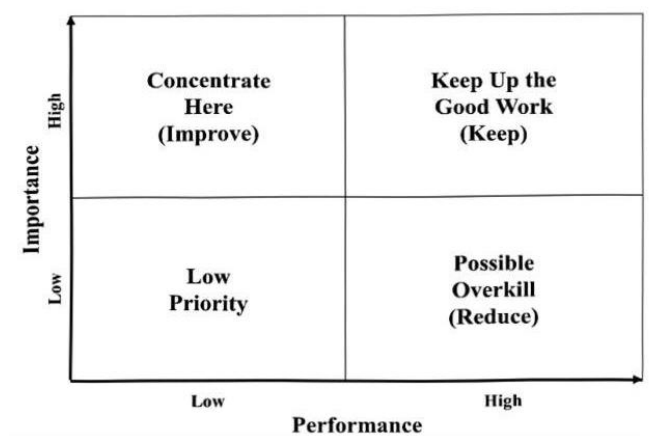 Concentrate
Here
(Improve)
Keep Up the
Good Work
(Keep)
High
Importance
Low
Priority
Low
Possible
Overkill
(Reduce)
Low
High
Performance